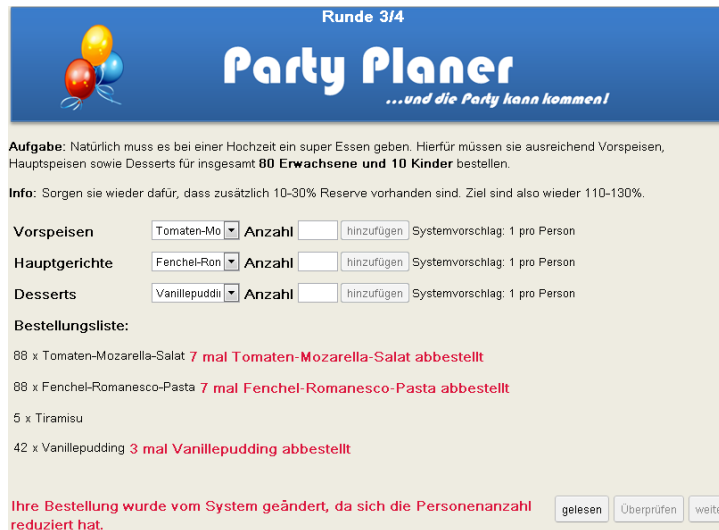 Runde 3/4
Party Planer
...und die Party kann kommen!
Aufgabe: Natürlich muss es bei einer Hochzeit ein super Essen geben. Hierfür müssen sie ausreichend Vorspeisen,
Hauptspeisen sowie Desserts für insgesamt 80 Erwachsene und 10 Kinder bestellen.
Info: Sorgen sie wieder dafür, dass zusätzlich 10-30% Reserve vorhanden sind. Ziel sind also wieder 110-130%.
Vorspeisen Tomaten-Mo Anzahl hinzufügen Systemvorschlag: 1 pro Person
Hauptgerichte Fenchel-Ron Anzahl hinzufügen Systemvorschlag: 1 pro Person
Desserts Vanillepuddii Anzahl hinzufügen Systemvorschlag: 1 pro Person
Bestellungsliste:
88 x Tomaten-Mozarella-Salat 7 mal Tomaten-Mozarella-Salat abbestellt
88 x Fenchel-Romanesco-Pasta 7 mal Fenchel-Romanesco-Pasta abbestellt
5 x Tiramisu
42 x Vanillepudding 3 mal Vanillepudding abbestellt
Ihre Bestellung wurde vom System geändert, da sich die Personenanzahl gelesen Überprüfen weite
reduziert hat.